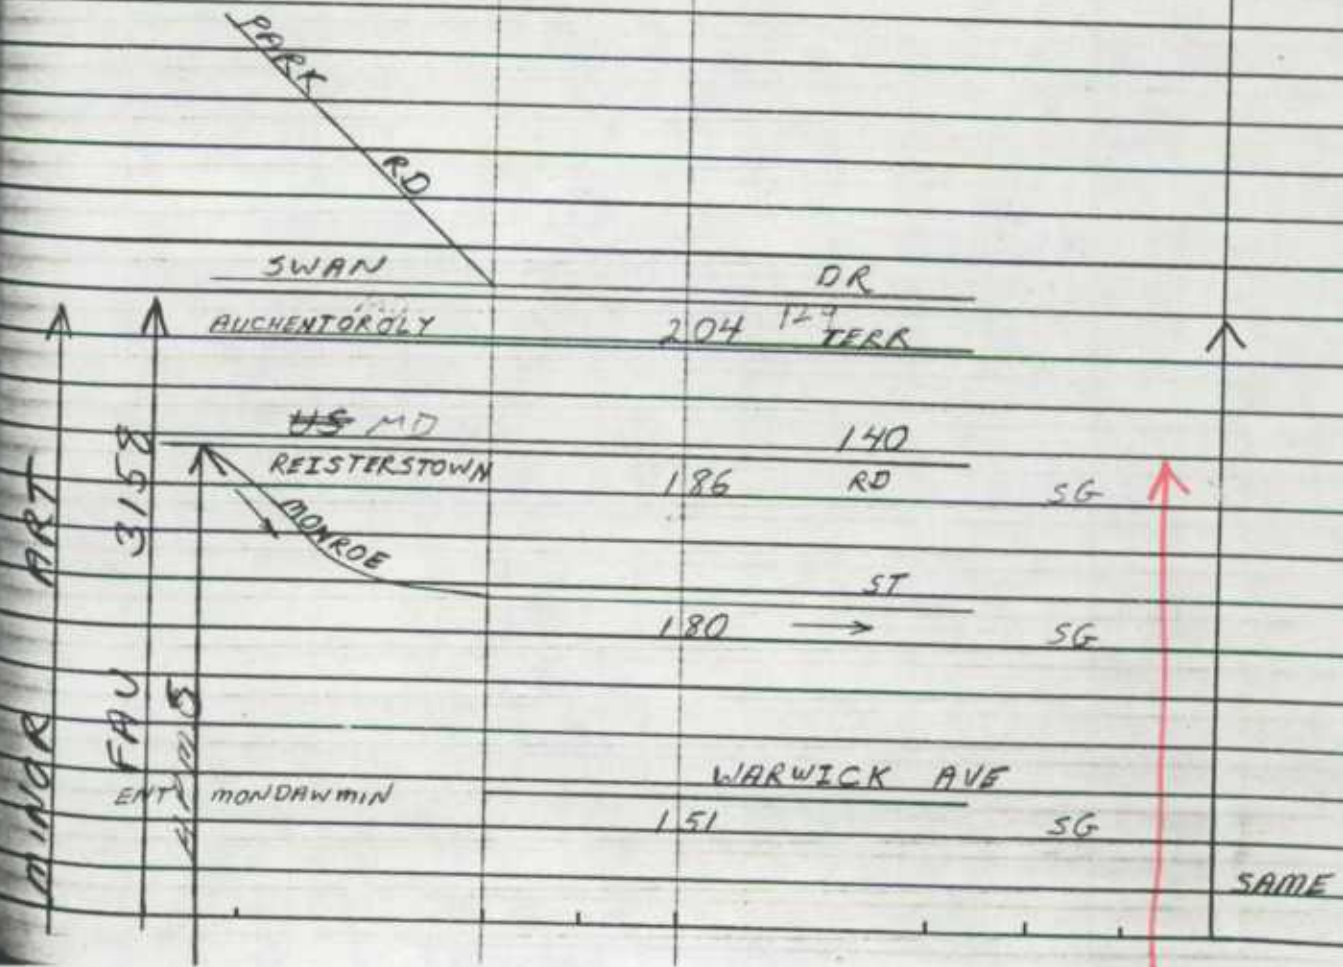 PARK RD
SWAN DR
AUCHENTOROLY 204 129 TERR
US MD 140
REISTERSTOWN 186 RD SG
MONROE ST
180 → SG
WARWICK AVE
ENT MONDAWMIN
151 SG
SAME
MINOR ART
FAU 3158